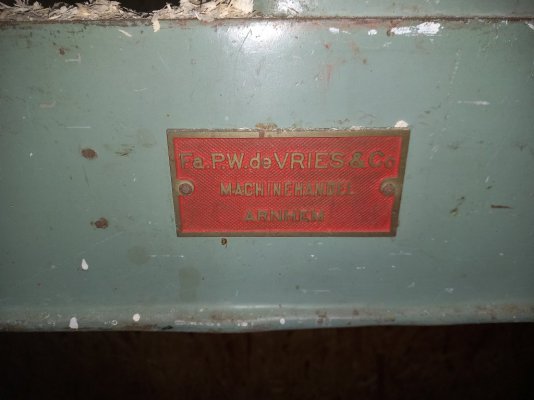 Fa. P.W. de VRIES & Co
MACHINEHANDEL
ARNHEM